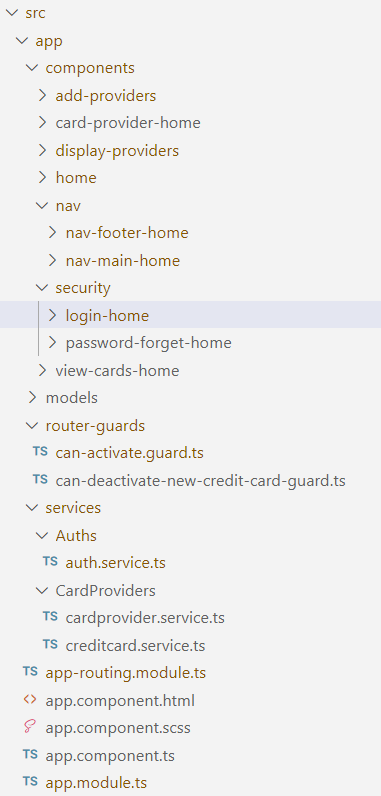 src
app
components
add-providers
card-provider-home
display-providers
home
nav
nav-footer-home
nav-main-home
security
login-home
password-forget-home
view-cards-home
models
router-guards
TS can-activate.guard.ts
TS can-deactivate-new-credit-card-guard.ts
services
Auths
TS auth.service.ts
CardProviders
TS cardprovider.service.ts
TS creditcard.service.ts
TS app-routing.module.ts
<> app.component.html
app.component.scss
TS app.component.ts
TS app.module.ts